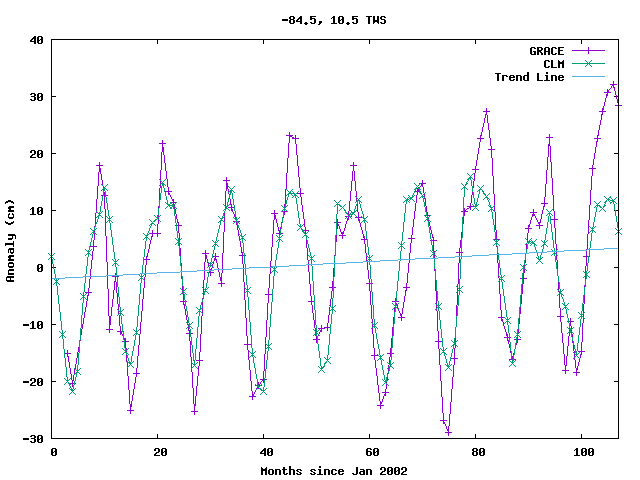 -84.5, 10.5 TWS
GRACE
CLM
Trend Line
Anomaly (cm)
40
30
20
10
0
-10
-20
-30
0 20 40 60 80 100
Months since Jan 2002